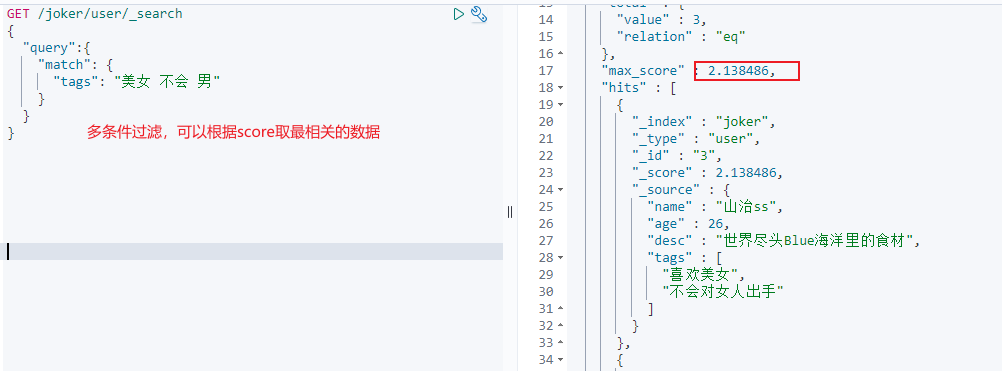 GET /joker/user/_search
{
"query":{
"match": {
"tags": "美女 不会 男"
}
}
}
多条件过滤，可以根据score取最相关的数据
14 "value" : 3,
15 "relation" : "eq"
16 },
17 "max_score" : 2.138486,
18 "hits" : [
19 {
20 "_index" : "joker",
21 "_type" : "user",
22 "_id" : "3",
23 "_score" : 2.138486,
24 "_source" : {
25 "name" : "山治ss",
26 "age" : 26,
27 "desc" : "世界尽头Blue海洋里的食材",
28 "tags" : [
29 "喜欢美女",
30 "不会对女人出手"
31 ]
32 }
33 },
34 {